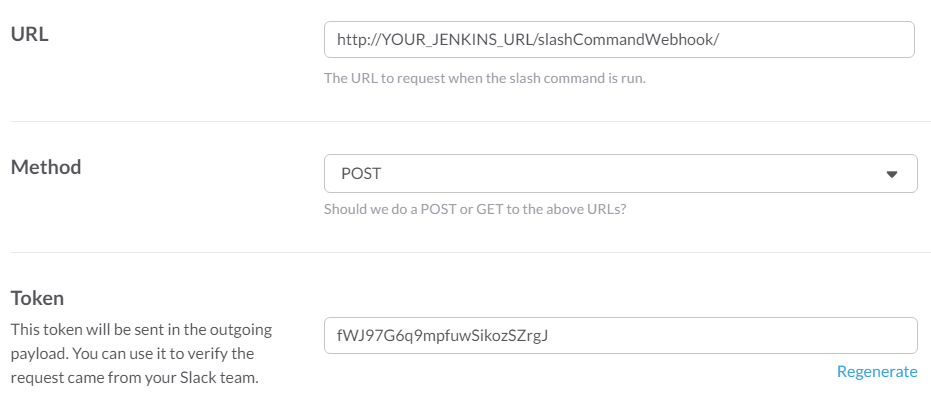 URL
http://YOUR_JENKINS_URL/slashCommandWebhook/
The URL to request when the slash command is run.
Method
POST
Should we do a POST or GET to the above URLs?
Token
This token will be sent in the outgoing
payload. You can use it to verify the
request came from your Slack team.
fWJ97G6q9mpfuwSikozSZrgJ
Regenerate